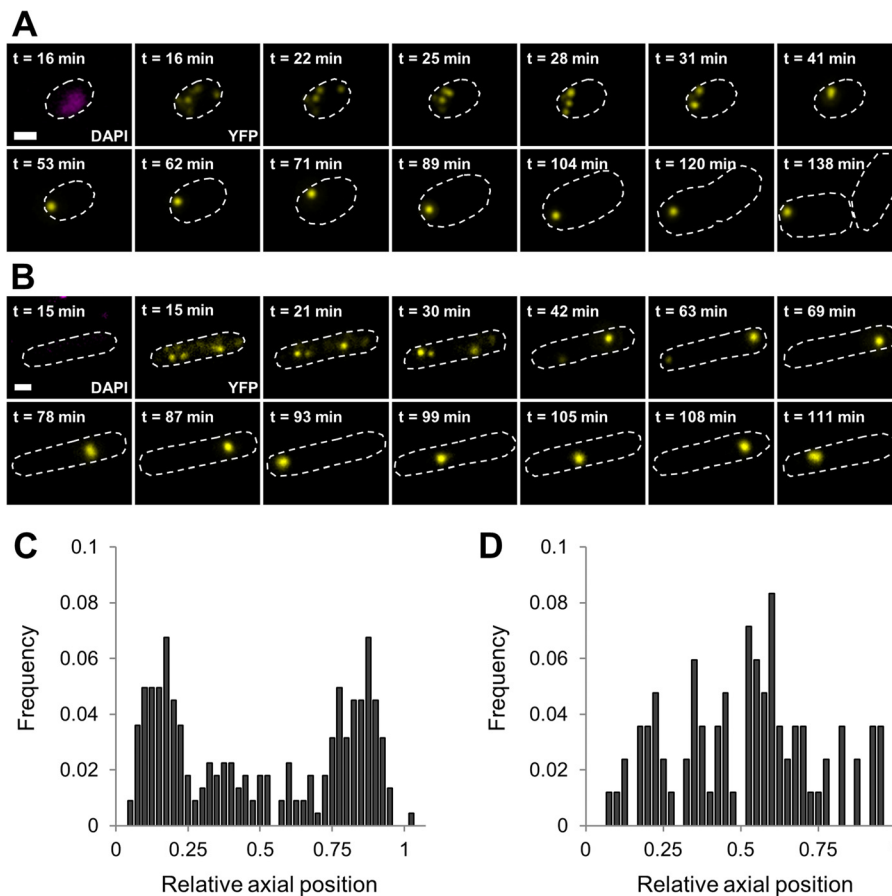 A
t = 16 min
DAPI
t = 16 min
YFP
t = 22 min
t = 25 min
t = 28 min
t = 31 min
t = 41 min
t = 53 min
t = 62 min
t = 71 min
t = 89 min
t = 104 min
t = 120 min
t = 138 min
B
t = 15 min
DAPI
t = 15 min
YFP
t = 21 min
t = 30 min
t = 42 min
t = 63 min
t = 69 min
t = 78 min
t = 87 min
t = 93 min
t = 99 min
t = 105 min
t = 108 min
t = 111 min
C
Frequency
0.1
0.08
0.06
0.04
0.02
0
0
0.25
0.5
0.75
1
Relative axial position
D
Frequency
0.1
0.08
0.06
0.04
0.02
0
0
0.25
0.5
0.75
Relative axial position